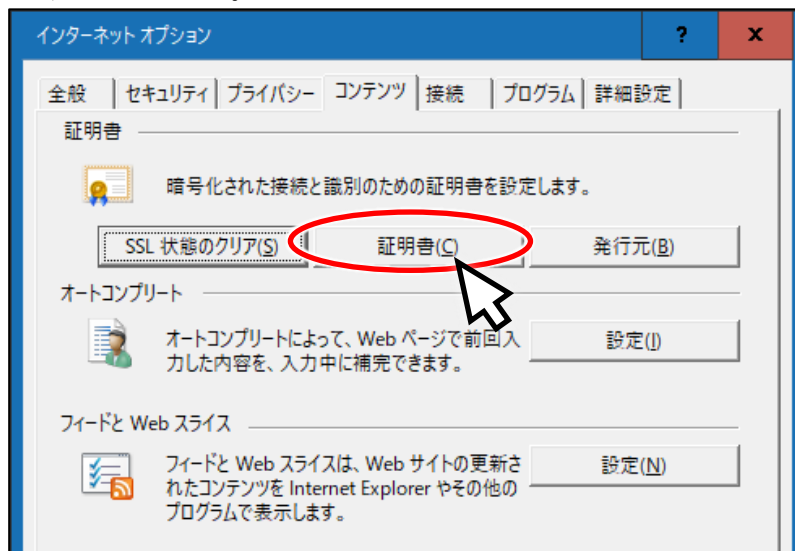 インターネット オプション ? x
全般 セキュリティ プライバシー コンテンツ 接続 プログラム 詳細設定
証明書
暗号化された接続と識別のための証明書を設定します。
SSL 状態のクリア(S) 証明書(C) 発行元(B)
オートコンプリート
オートコンプリートによって、Web ページで前回入
力した内容を、入力中に補完できます。
設定(I)
フィードと Web スライス
フィードと Web スライスは、Web サイトの更新さ
れたコンテンツを Internet Explorer やその他の
プログラムで表示します。
設定(N)